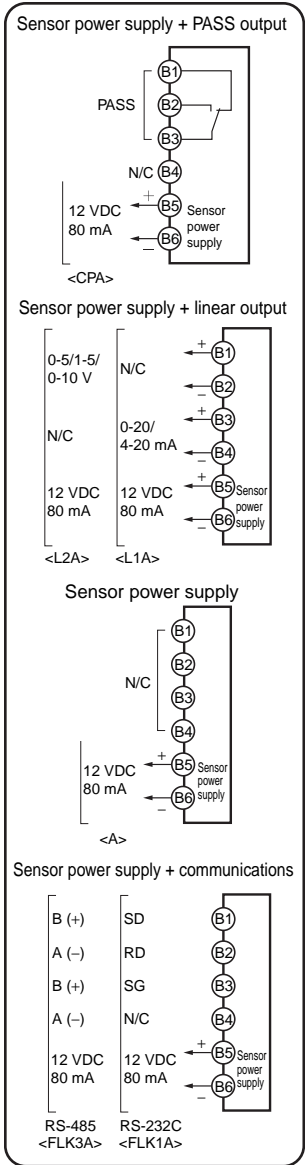 Sensor power supply + PASS output
B1
PASS
B2
B3
N/C B4
+
12 VDC B5 Sensor
80 mA power
B6 supply
−
<CPA>
Sensor power supply + linear output
0-5/1-5/ + B1
0-10 V N/C
− B2
+ B3
N/C 0-20/
4-20 mA − B4
12 VDC 12 VDC + B5 Sensor
80 mA 80 mA power
− B6 supply
<L2A> <L1A>
Sensor power supply
B1
B2
N/C
B3
B4
+
12 VDC B5 Sensor
80 mA power
B6 supply
−
<A>
Sensor power supply + communications
B (+) SD B1
A (−) RD B2
B (+) SG B3
A (−) N/C B4
+
12 VDC 12 VDC B5 Sensor
80 mA 80 mA power
B6 supply
−
RS-485 RS-232C
<FLK3A> <FLK1A>